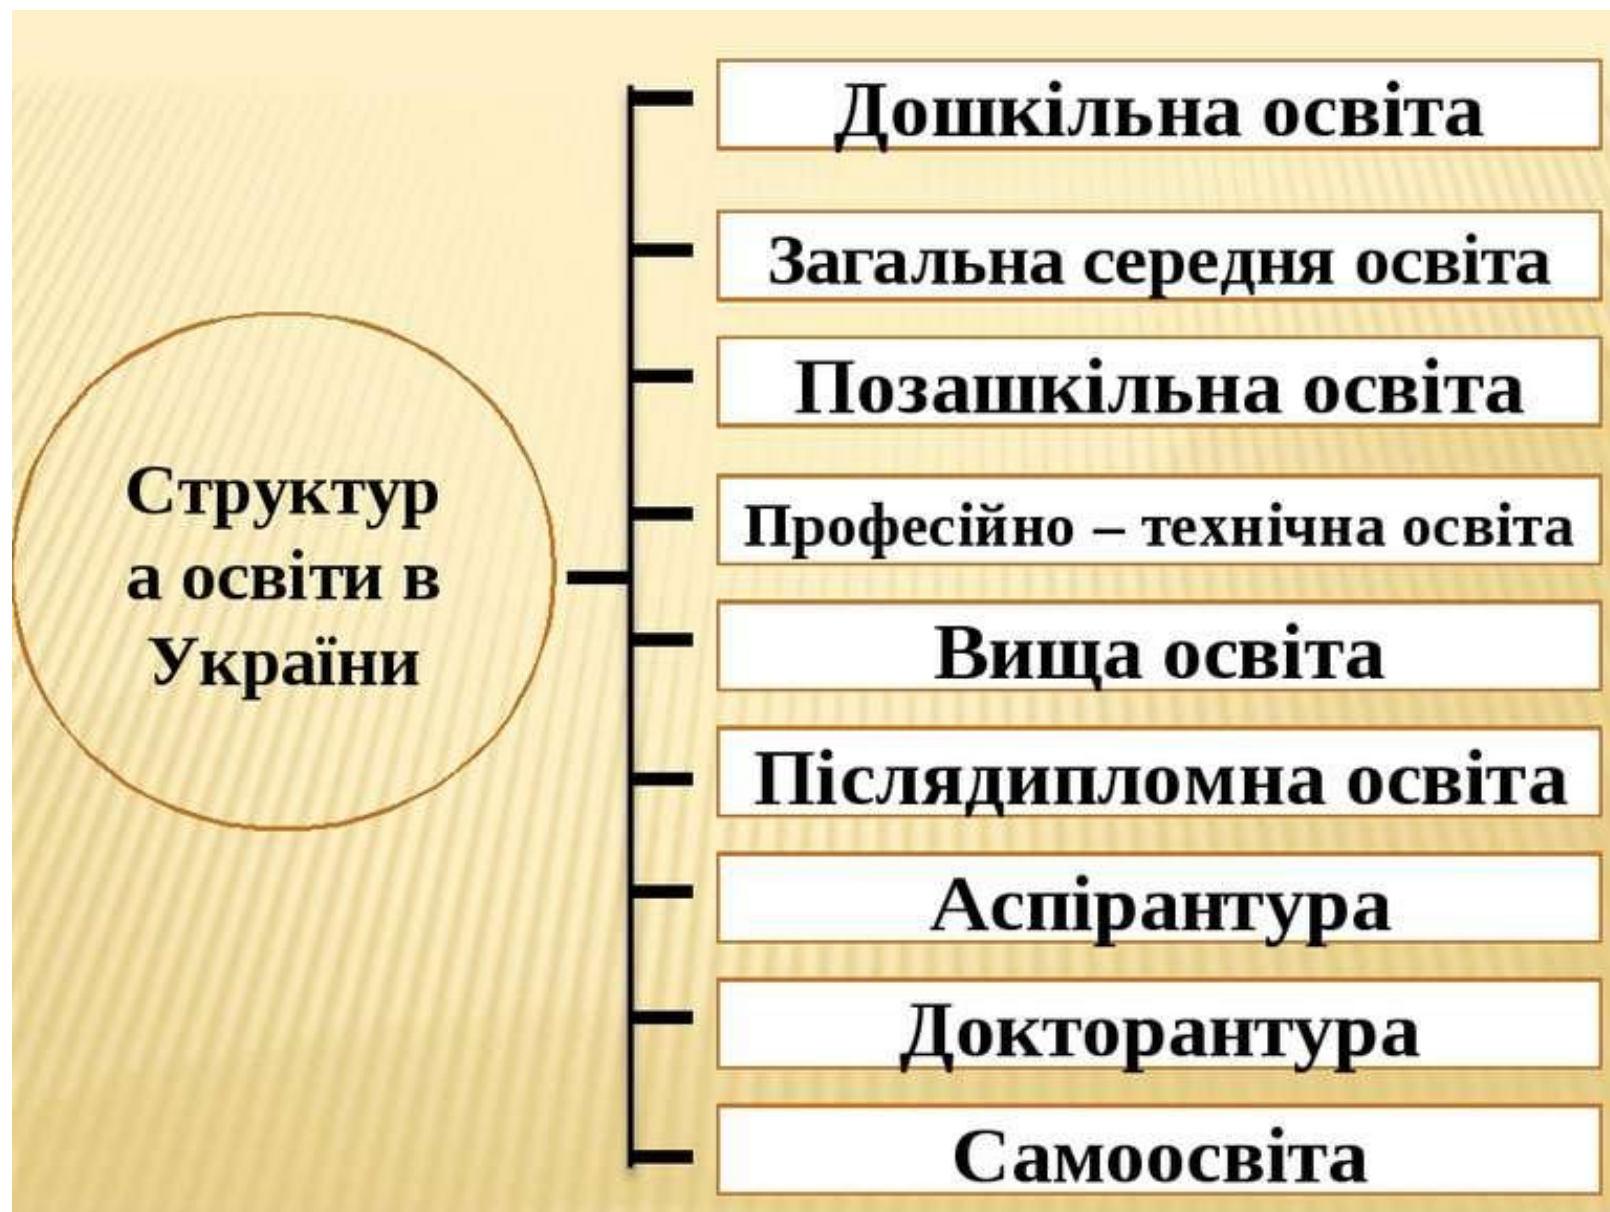 Структур
а освіти в
України
Дошкільна освіта
Загальна середня освіта
Позашкільна освіта
Професійно – технічна освіта
Вища освіта
Післядипломна освіта
Аспірантура
Докторантура
Самоосвіта